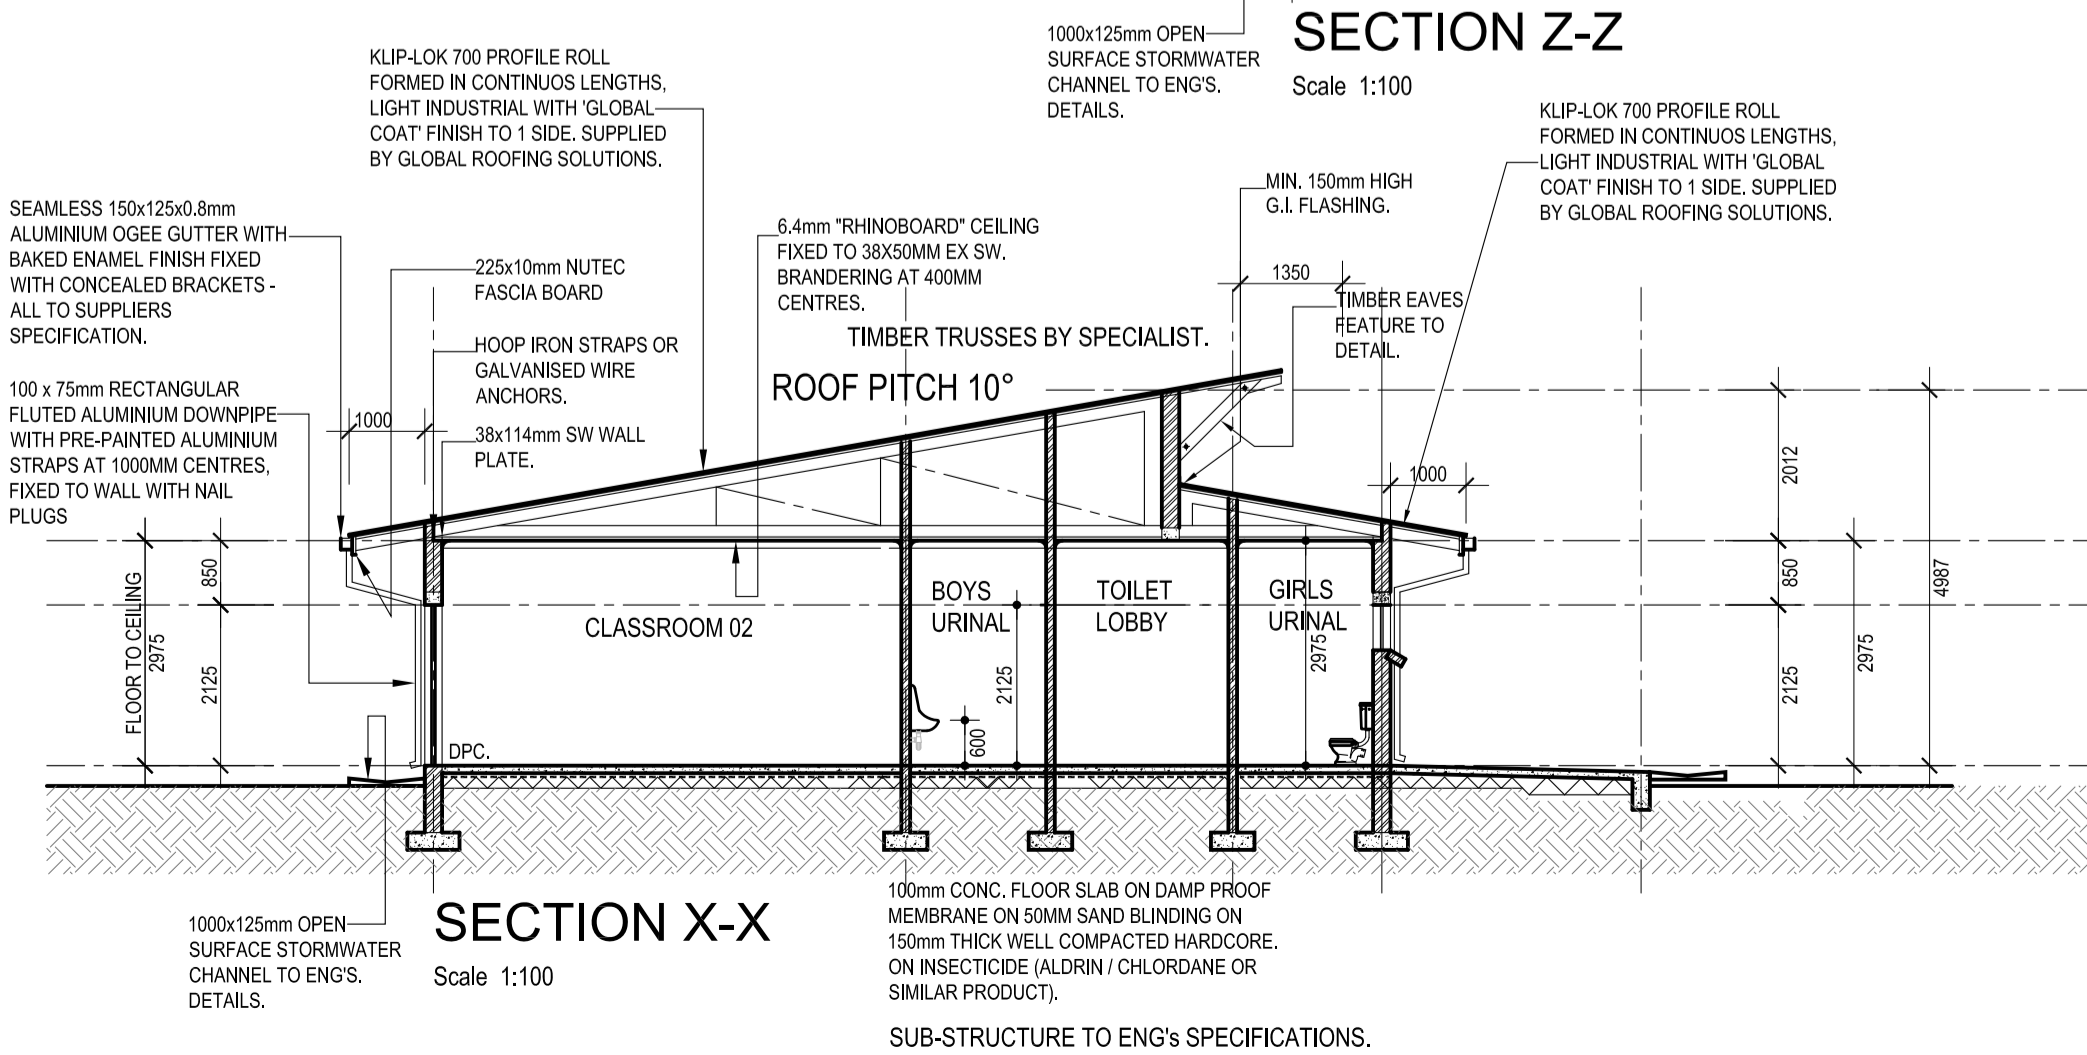 1000x125mm OPEN
SURFACE STORMWATER
CHANNEL TO ENG'S.
DETAILS.
SECTION Z-Z
Scale 1:100
KLIP-LOK 700 PROFILE ROLL
FORMED IN CONTINUOS LENGTHS,
LIGHT INDUSTRIAL WITH 'GLOBAL
COAT' FINISH TO 1 SIDE. SUPPLIED
BY GLOBAL ROOFING SOLUTIONS.
KLIP-LOK 700 PROFILE ROLL
FORMED IN CONTINUOS LENGTHS,
LIGHT INDUSTRIAL WITH 'GLOBAL
COAT' FINISH TO 1 SIDE. SUPPLIED
BY GLOBAL ROOFING SOLUTIONS.
MIN. 150mm HIGH
G.I. FLASHING.
SEAMLESS 150x125x0.8mm
ALUMINIUM OGEE GUTTER WITH
BAKED ENAMEL FINISH FIXED
WITH CONCEALED BRACKETS -
ALL TO SUPPLIERS
SPECIFICATION.
225x10mm NUTEC
FASCIA BOARD
6.4mm "RHINOBOARD" CEILING
FIXED TO 38X50MM EX SW.
BRANDERING AT 400MM
CENTRES.
1350
TIMBER EAVES
FEATURE TO
DETAIL.
TIMBER TRUSSES BY SPECIALIST.
HOOP IRON STRAPS OR
GALVANISED WIRE
ANCHORS.
ROOF PITCH 10°
100 x 75mm RECTANGULAR
FLUTED ALUMINIUM DOWNPIPE
WITH PRE-PAINTED ALUMINIUM
STRAPS AT 1000MM CENTRES,
FIXED TO WALL WITH NAIL
PLUGS
1000
38x114mm SW WALL
PLATE.
1000
2012
850
4987
2975
2125
FLOOR TO CEILING
2975
850
2125
CLASSROOM 02
BOYS
URINAL
TOILET
LOBBY
GIRLS
URINAL
2975
2125
600
DPC.
1000x125mm OPEN
SURFACE STORMWATER
CHANNEL TO ENG'S.
DETAILS.
SECTION X-X
Scale 1:100
100mm CONC. FLOOR SLAB ON DAMP PROOF
MEMBRANE ON 50MM SAND BLINDING ON
150mm THICK WELL COMPACTED HARDCORE.
ON INSECTICIDE (ALDRIN / CHLORDANE OR
SIMILAR PRODUCT).
SUB-STRUCTURE TO ENG's SPECIFICATIONS.